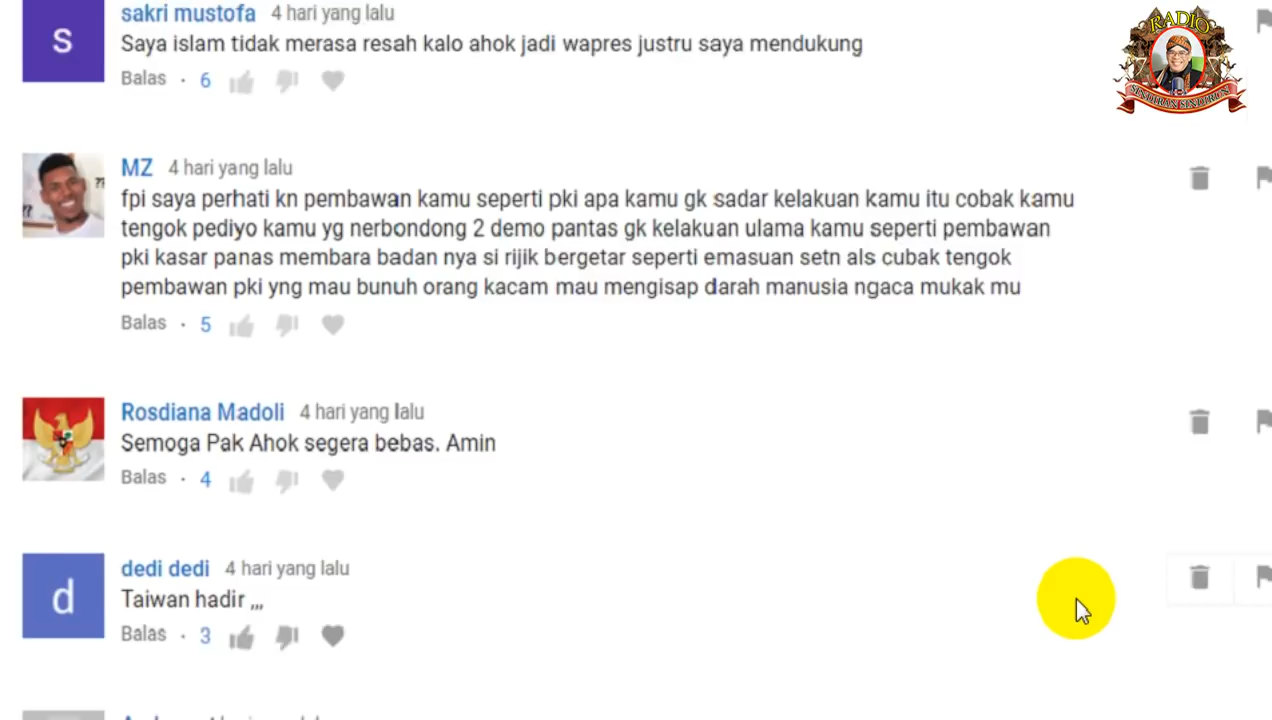 sakri mustofa 4 hari yang lalu
RADIO
s
Saya islam tidak merasa resah kalo ahok jadi wapres justru saya mendukung
Balas · 6
SINDIRAN SINDIRUN
MZ 4 hari yang lalu
fpi saya perhati kn pembawan kamu seperti pki apa kamu gk sadar kelakuan kamu itu cobak kamu
tengok pediyo kamu yg nerbondong 2 demo pantas gk kelakuan ulama kamu seperti pembawan
pki kasar panas membara badan nya si rijik bergetar seperti emasuan setn als cubak tengok
pembawan pki yng mau bunuh orang kacam mau mengisap darah manusia ngaca mukak mu
Balas · 5
Rosdiana Madoli 4 hari yang lalu
Semoga Pak Ahok segera bebas. Amin
Balas · 4
d
dedi dedi 4 hari yang lalu
Taiwan hadir ,,,
Balas · 3